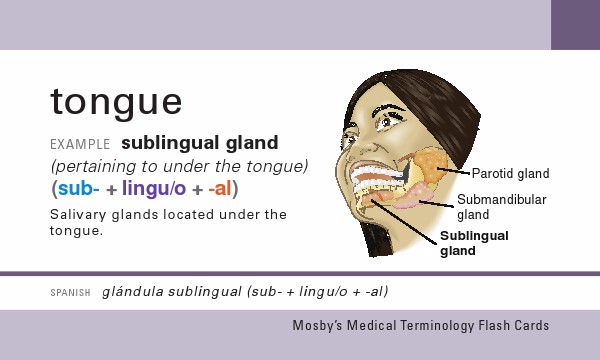 tongue
EXAMPLE sublingual gland
(pertaining to under the tongue)
(sub- + lingu/o + -al)
Salivary glands located under the
tongue.
Parotid gland
Submandibular
gland
Sublingual
gland
SPANISH glándula sublingual (sub- + lingu/o + -al)
Mosby's Medical Terminology Flash Cards